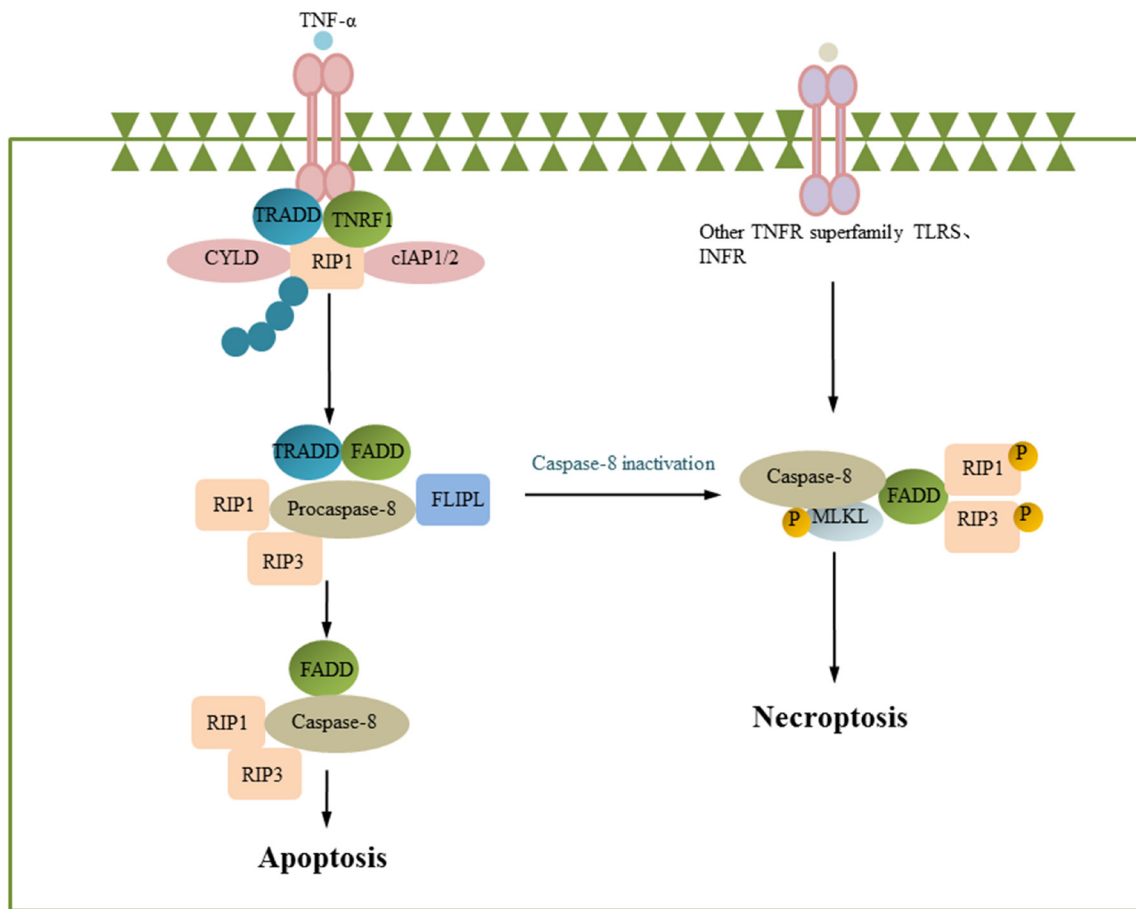 TNF-α
TRADD
TNRF1
CYLD
RIP1
cIAP1/2
Other TNFR superfamily TLRS、
INFR
TRADD
FADD
RIP1
Procaspase-8
FLIPL
RIP3
Caspase-8 inactivation
Caspase-8
FADD
RIP1
P
P
MLKL
RIP3
P
FADD
RIP1
Caspase-8
RIP3
Apoptosis
Necroptosis